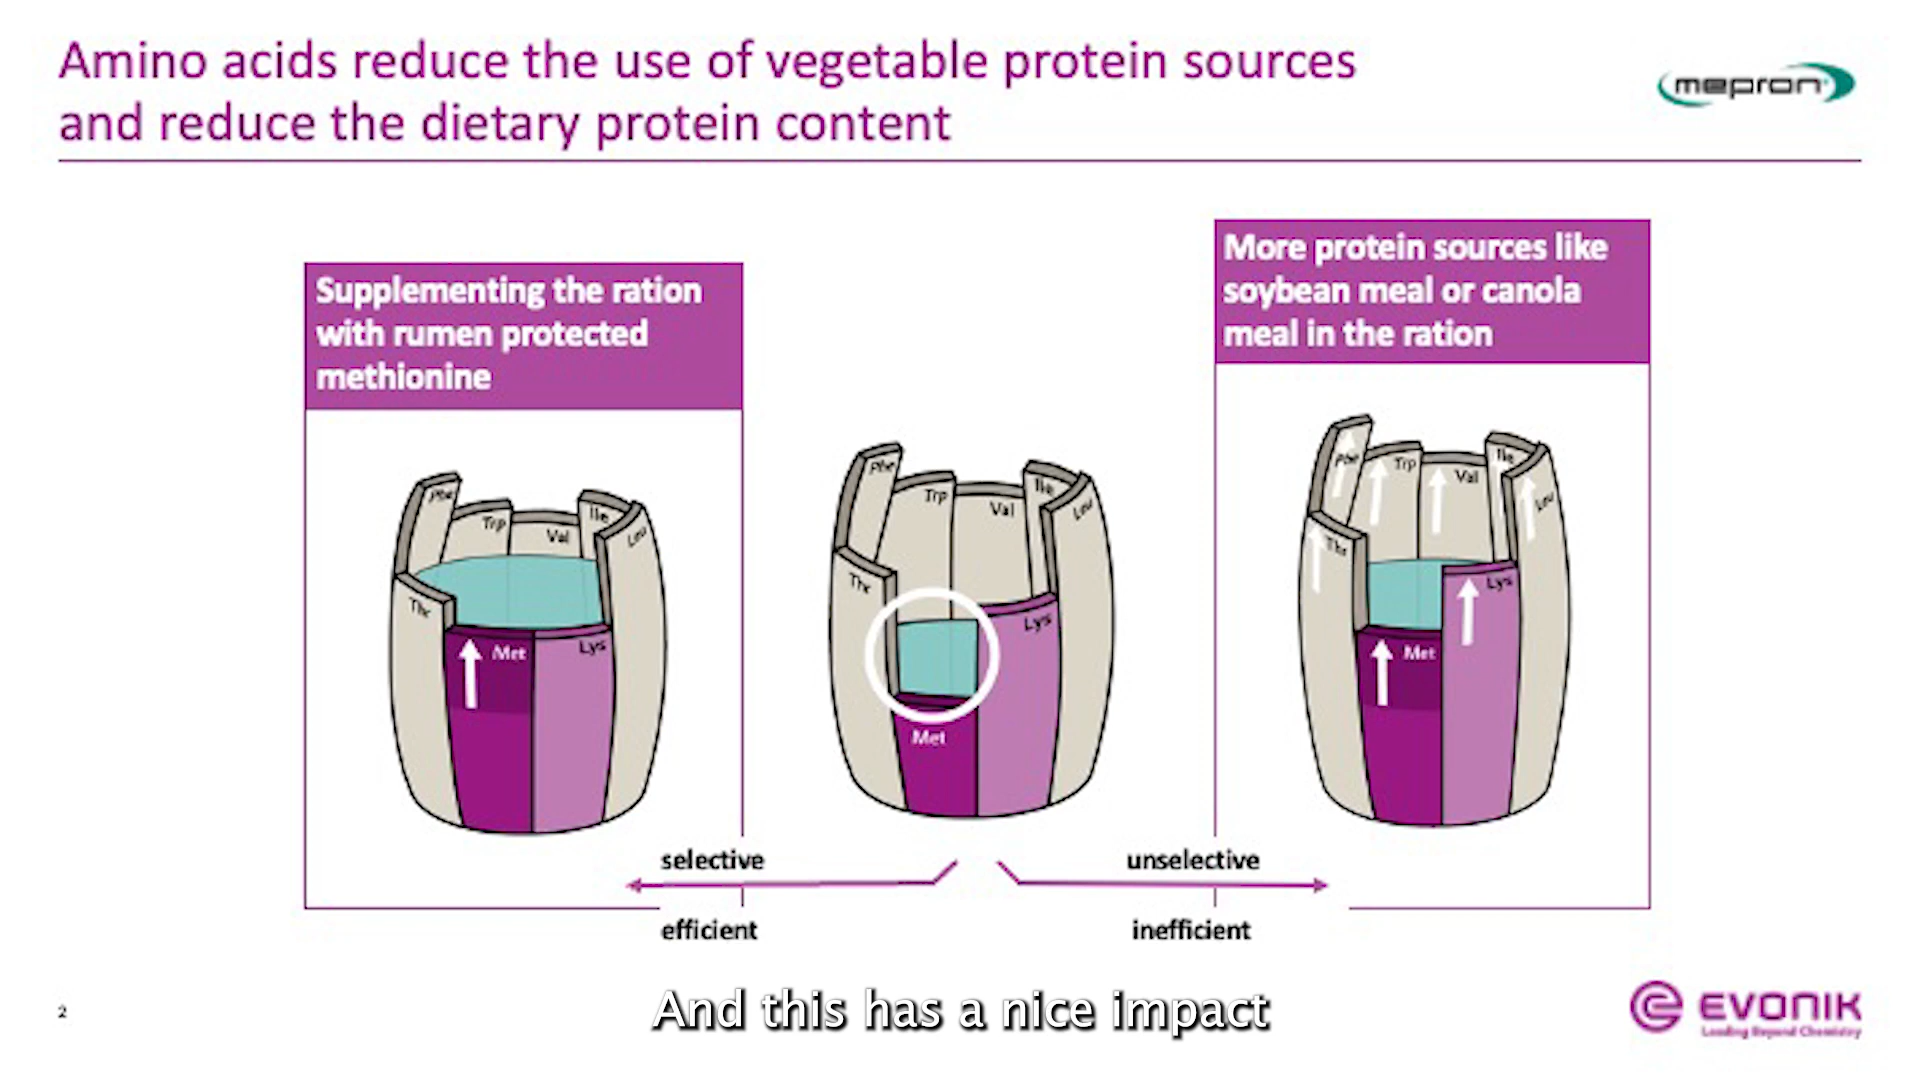 Amino acids reduce the use of vegetable protein sources
and reduce the dietary protein content
mepron®
Supplementing the ration
with rumen protected
methionine
More protein sources like
soybean meal or canola
meal in the ration
Phe
Trp
Val
Ile
Leu
Thr
Met
Lys
Phe
Trp
Val
Ile
Leu
Thr
Lys
Met
Phe
Trp
Val
Ile
Leu
Thr
Lys
Met
selective
efficient
unselective
inefficient
And this has a nice impact
2
EVONIK
Leading Beyond Chemistry